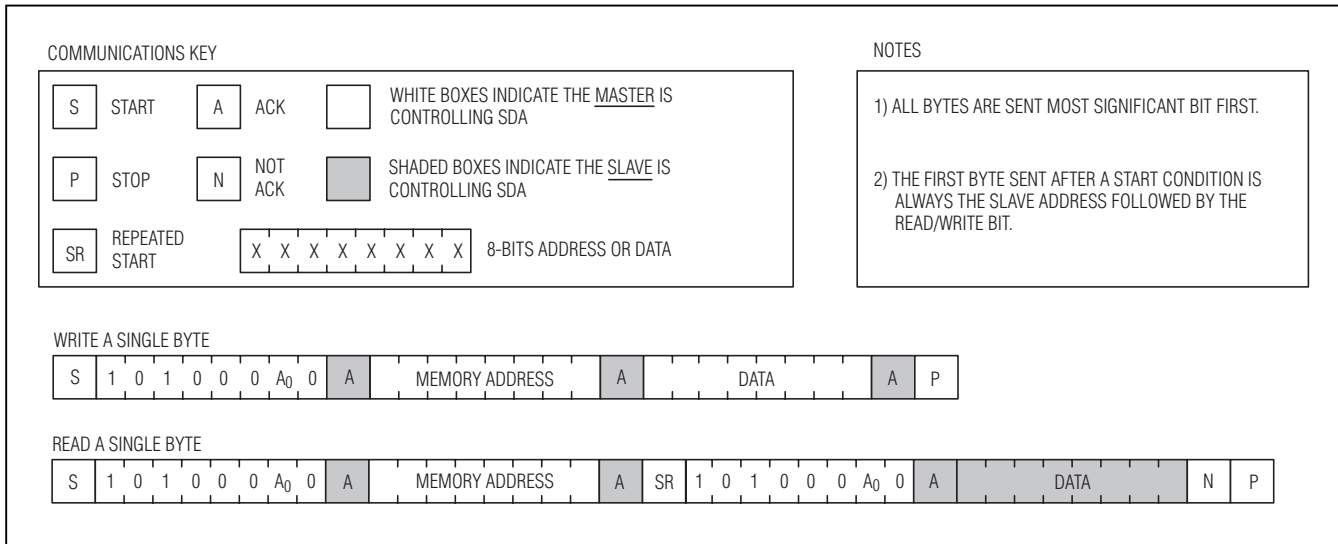 COMMUNICATIONS KEY
S START A ACK WHITE BOXES INDICATE THE MASTER IS
CONTROLLING SDA
P STOP N NOT
ACK SHADED BOXES INDICATE THE SLAVE IS
CONTROLLING SDA
SR REPEATED
START X X X X X X X X 8-BITS ADDRESS OR DATA
NOTES
1) ALL BYTES ARE SENT MOST SIGNIFICANT BIT FIRST.
2) THE FIRST BYTE SENT AFTER A START CONDITION IS
ALWAYS THE SLAVE ADDRESS FOLLOWED BY THE
READ/WRITE BIT.
WRITE A SINGLE BYTE
S 1 0 1 0 0 0 A0 0 A MEMORY ADDRESS A DATA A P
READ A SINGLE BYTE
S 1 0 1 0 0 0 A0 0 A MEMORY ADDRESS A SR 1 0 1 0 0 0 A0 0 A DATA N P